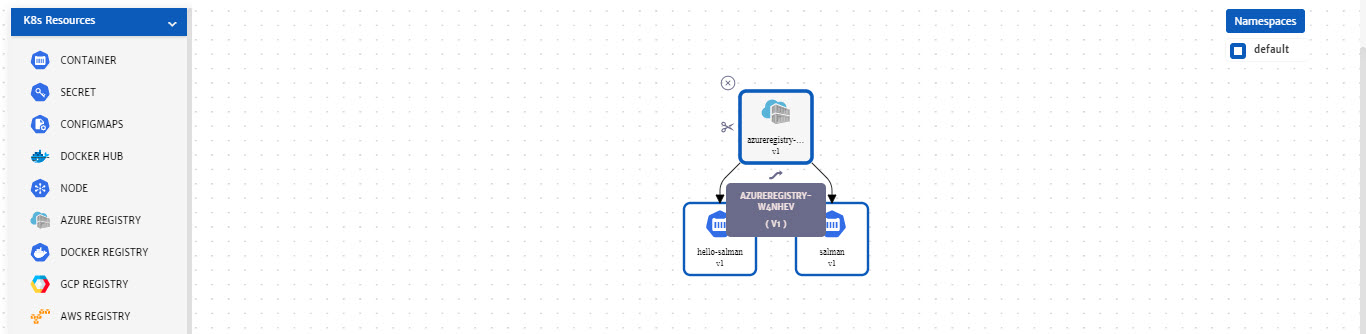 K8s Resources
CONTAINER
SECRET
CONFIGMAPS
DOCKER HUB
NODE
AZURE REGISTRY
DOCKER REGISTRY
GCP REGISTRY
AWS REGISTRY
azureregistry-...
v1
AZUREREGISTRY-
W4NHEV
( V1 )
hello-salman
v1
salman
v1
Namespaces
default